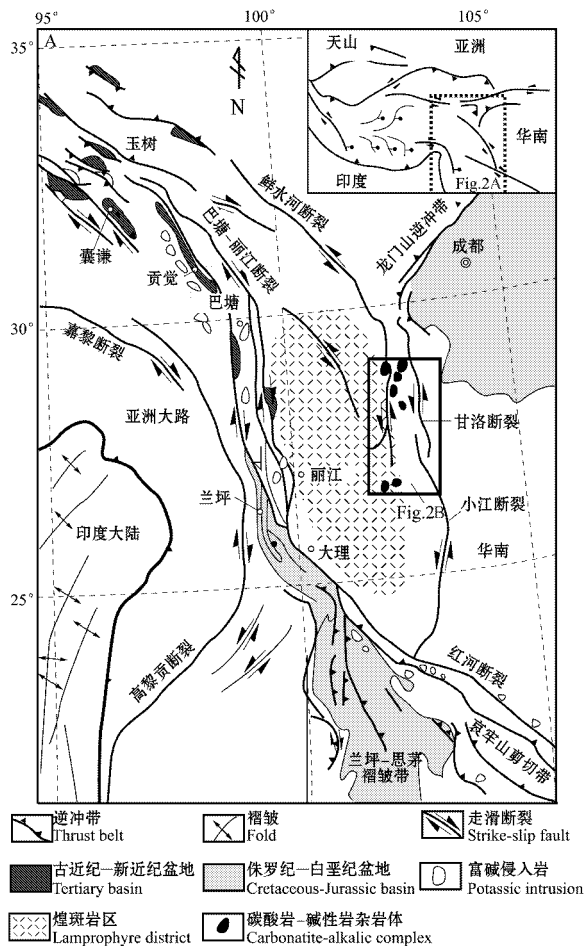 95°
100°
105°
35°
A
N
天山
亚洲
华南
印度
Fig.2A
玉树
鲜水河断裂
龙门山逆冲带
成都
囊谦
巴塘-丽江断裂
贡觉
巴塘
30°
嘉黎断裂
亚洲大路
甘洛断裂
丽江
兰坪
小江断裂
Fig.2B
印度大陆
大理
华南
25°
高黎贡断裂
红河断裂
哀牢山剪切带
兰坪-思茅
褶皱带
逆冲带
Thrust belt
褶皱
Fold
走滑断裂
Strike-slip fault
古近纪—新近纪盆地
Tertiary basin
侏罗纪—白垩纪盆地
Cretaceous-Jurassic basin
富碱侵入岩
Potassic intrusion
煌斑岩区
Lamprophyre district
碳酸岩-碱性岩杂岩体
Carbonatite-alkalic complex